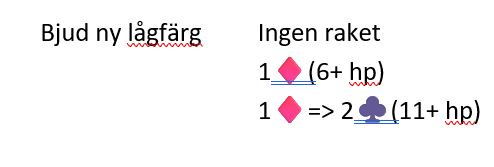 Bjud ny lågfärg
Ingen raket
1♦ (6+ hp)
1♦ => 2♣ (11+ hp)